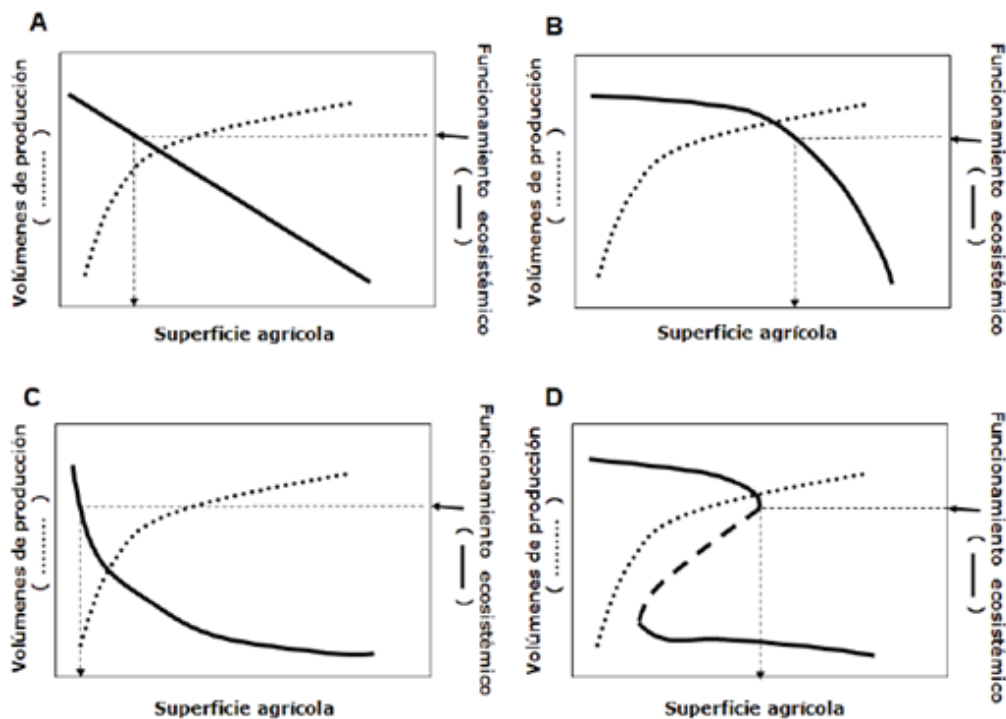 A
Volúmenes de producción
( ........ )
Superficie agrícola
Funcionamiento ecosistémico
( — )
B
Volúmenes de producción
( ........ )
Superficie agrícola
Funcionamiento ecosistémico
( — )
C
Volúmenes de producción
( ........ )
Superficie agrícola
Funcionamiento ecosistémico
( — )
D
Volúmenes de producción
( ........ )
Superficie agrícola
Funcionamiento ecosistémico
( — )